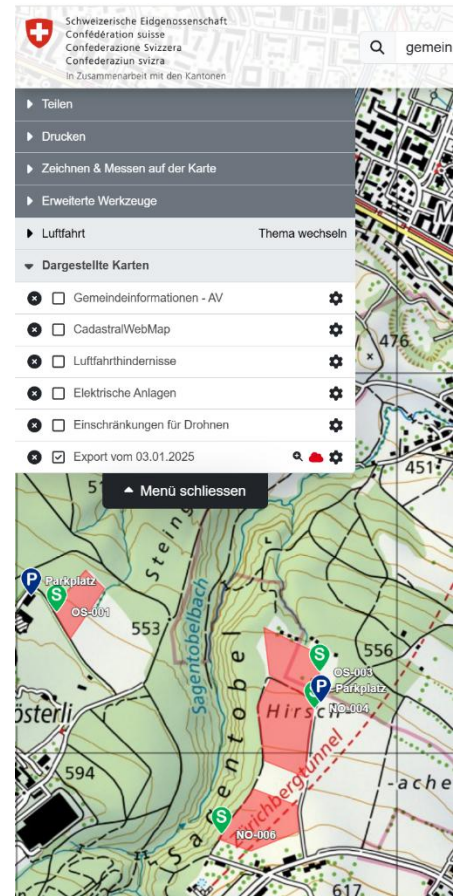 Schweizerische Eidgenossenschaft
Confédération suisse
Confederazione Svizzera
Confederaziun svizra
In Zusammenarbeit mit den Kantonen
gemein
Teilen
Drucken
Zeichnen & Messen auf der Karte
Erweiterte Werkzeuge
Luftfahrt Thema wechseln
Dargestellte Karten
Gemeindeinformationen - AV
CadastralWebMap
Luftfahrthindernisse
Elektrische Anlagen
Einschränkungen für Drohnen
Export vom 03.01.2025
Menü schliessen
476
451
P Parkplatz
S
OS-001
553
Sagentobelbach
Sagentobel
S
OS-003
556
P Parkplatz
S
NO-004
Hirsch
österli
594
Zürichbergtunnel
-ache
S
NO-006
617